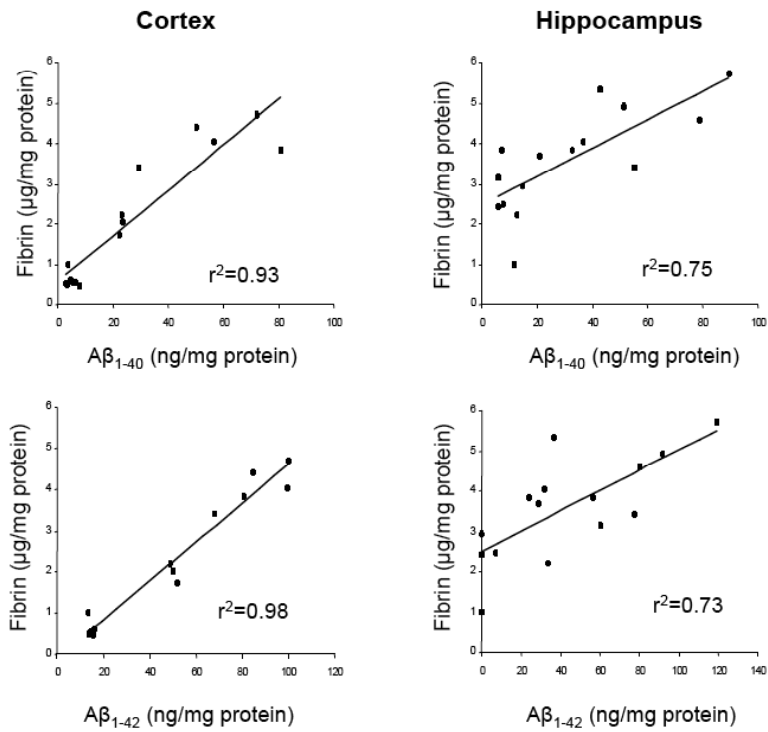 Cortex
Hippocampus
6
5
4
3
2
1
0
Fibrin (μg/mg protein)
r²=0.93
0 20 40 60 80 100
Aβ₁₋₄₀ (ng/mg protein)
6
5
4
3
2
1
0
Fibrin (μg/mg protein)
r²=0.75
0 20 40 60 80 100
Aβ₁₋₄₀ (ng/mg protein)
6
5
4
3
2
1
0
Fibrin (μg/mg protein)
r²=0.98
0 20 40 60 80 100 120
Aβ₁₋₄₂ (ng/mg protein)
6
5
4
3
2
1
0
Fibrin (μg/mg protein)
r²=0.73
0 20 40 60 80 100 120 140
Aβ₁₋₄₂ (ng/mg protein)